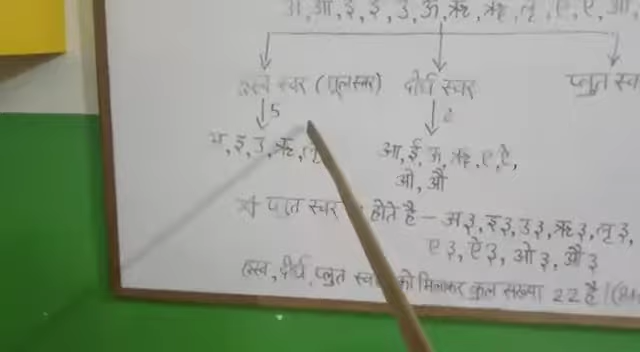 अ, आ, इ, ई, उ, ऊ, ऋ, ॠ, लृ, ए, ऐ, ओ,
ह्रस्व स्वर (मूलस्वर) दीर्घ स्वर प्लुत स्व
5 8
अ, इ, उ, ऋ, लृ आ, ई, ऊ, ॠ, ए, ऐ,
ओ, औ
प्लुत स्वर होते है - अ३, इ३, उ३, ऋ३, लृ३,
ए३, ऐ३, ओ३, औ३
ह्रस्व, दीर्घ, प्लुत को मिलाकर कुल संख्या 22 है।